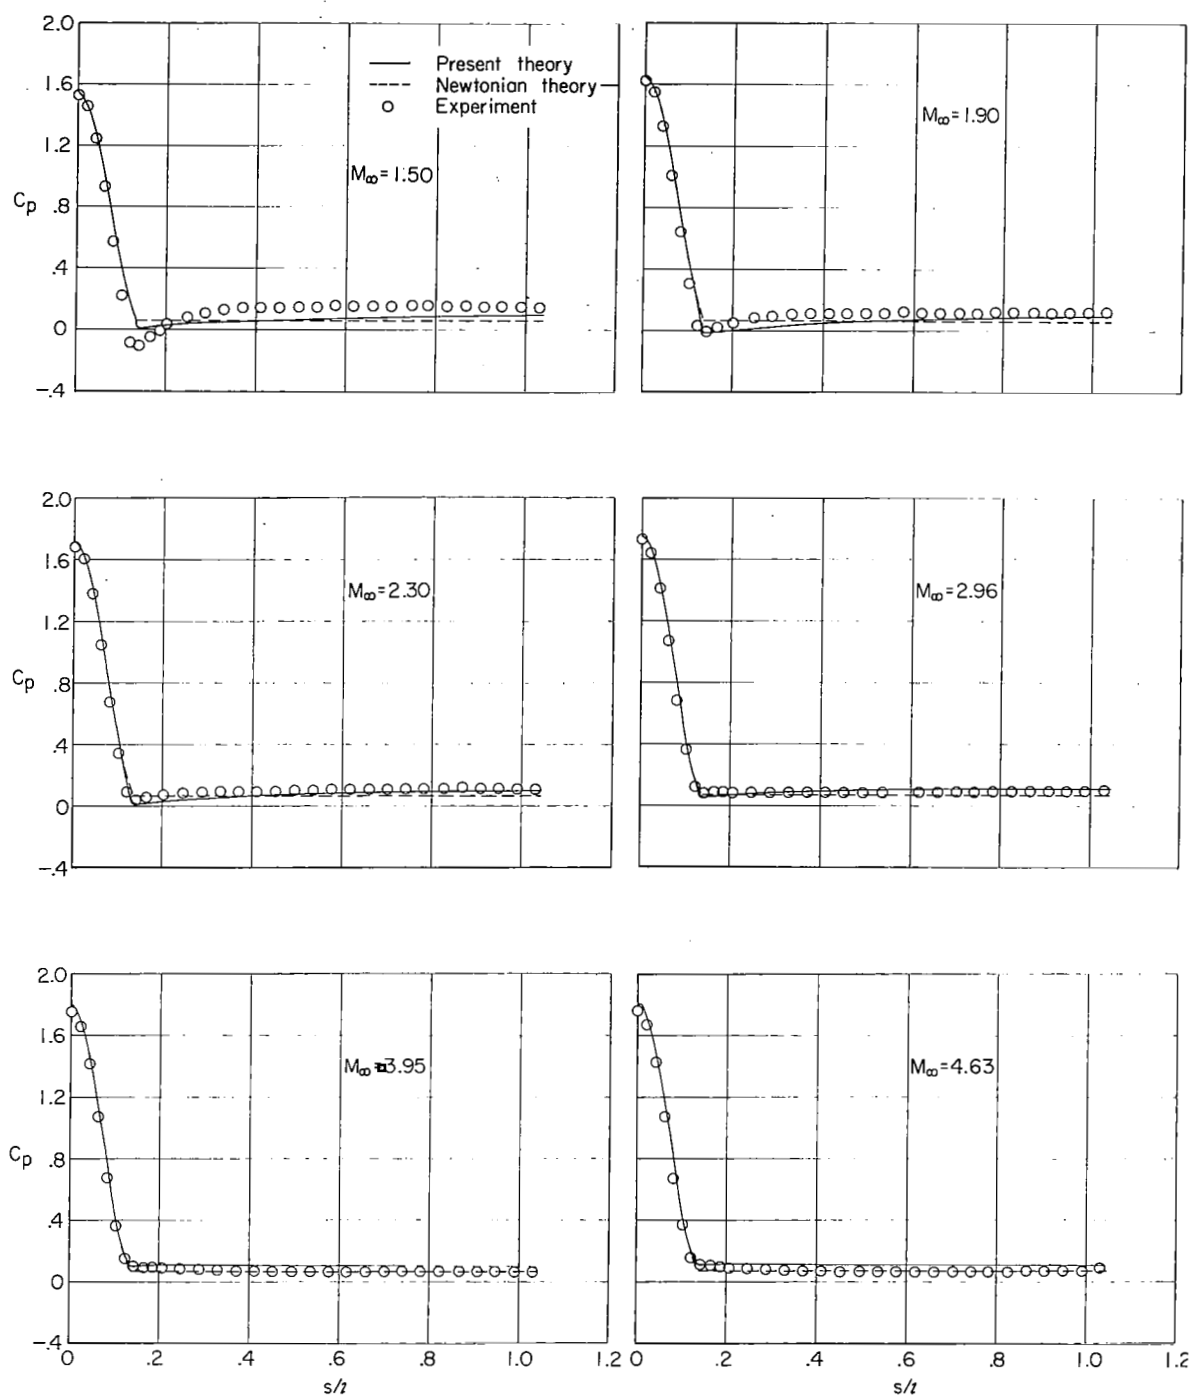 2.0
Present theory
Newtonian theory
Experiment
1.6
1.2
M∞=1.50
M∞=1.90
Cp
.8
.4
0
-.4
2.0
1.6
M∞=2.30
M∞=2.96
1.2
Cp
.8
.4
0
-.4
2.0
1.6
M∞=3.95
M∞=4.63
1.2
Cp
.8
.4
0
-.4
0 .2 .4 .6 .8 1.0 1.2
0 .2 .4 .6 .8 1.0 1.2
s/l
s/l